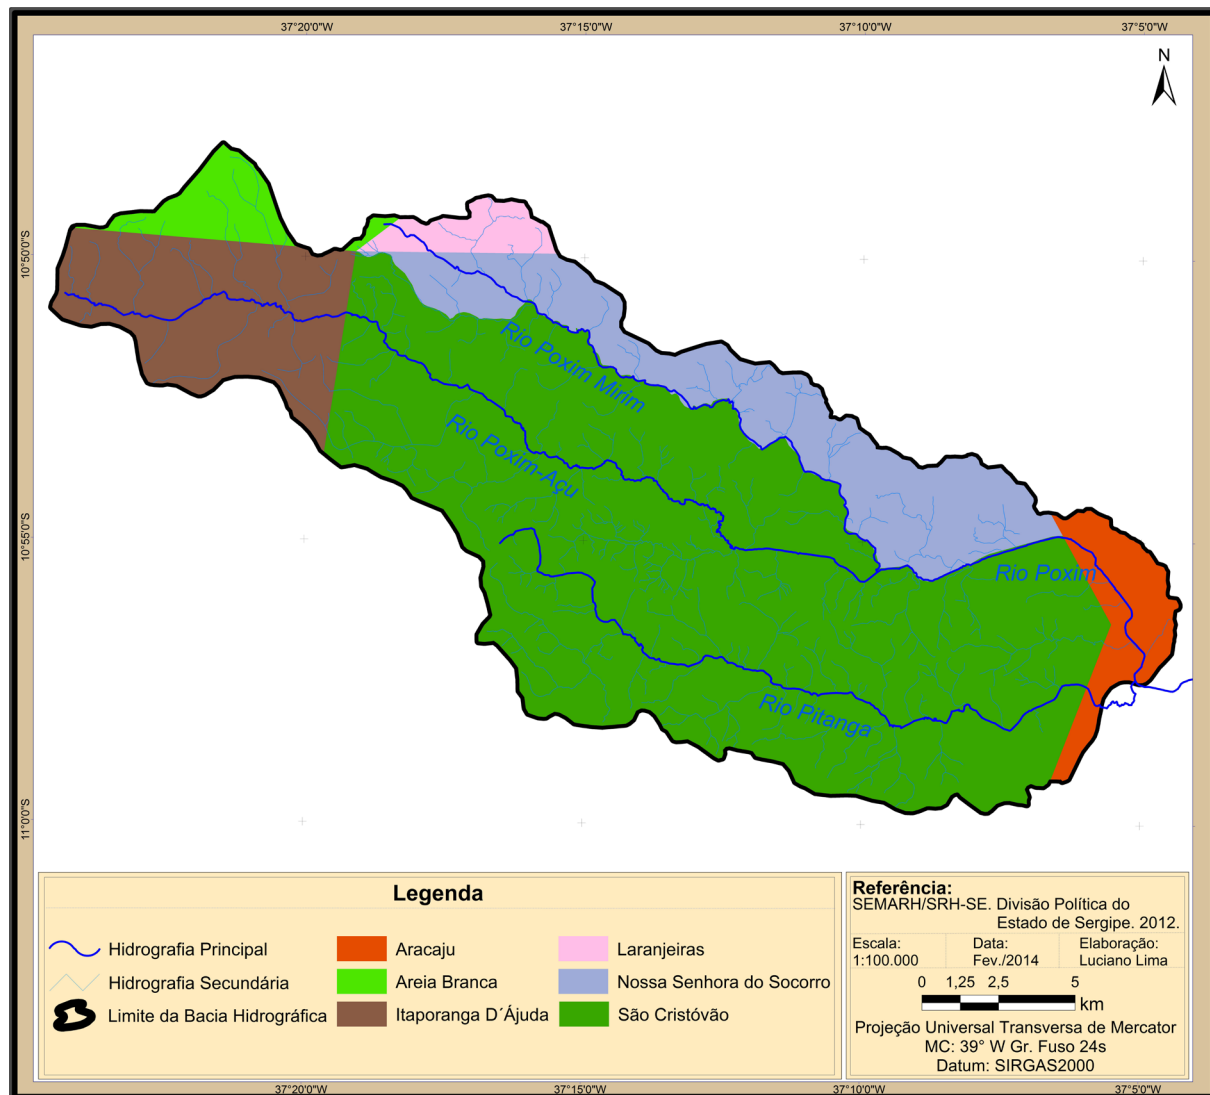 37°20'0"W
37°15'0"W
37°10'0"W
37°5'0"W
N
10°50'0"S
10°55'0"S
11°0'0"S
Rio Poxim Mirim
Rio Poxim-Açu
Rio Poxim
Rio Pitanga
Legenda
Hidrografia Principal
Hidrografia Secundária
Limite da Bacia Hidrográfica
Aracaju
Areia Branca
Itaporanga D´Ájuda
Laranjeiras
Nossa Senhora do Socorro
São Cristóvão
Referência:
SEMARH/SRH-SE. Divisão Política do
Estado de Sergipe. 2012.
Escala:
1:100.000
Data:
Fev./2014
Elaboração:
Luciano Lima
0 1,25 2,5 5
km
Projeção Universal Transversa de Mercator
MC: 39° W Gr. Fuso 24s
Datum: SIRGAS2000
37°20'0"W
37°15'0"W
37°10'0"W
37°5'0"W